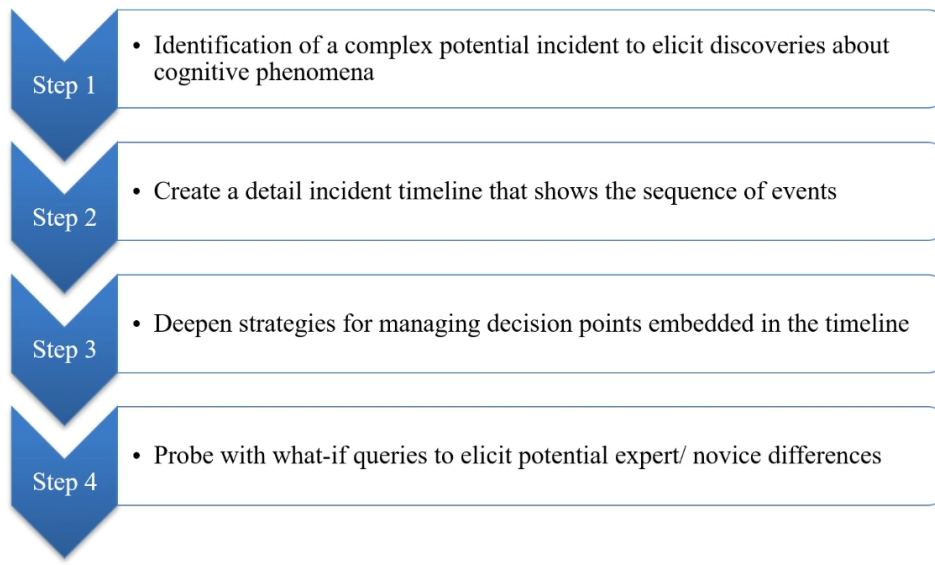 Step 1
• Identification of a complex potential incident to elicit discoveries about
cognitive phenomena
Step 2
• Create a detail incident timeline that shows the sequence of events
Step 3
• Deepen strategies for managing decision points embedded in the timeline
Step 4
• Probe with what-if queries to elicit potential expert/ novice differences